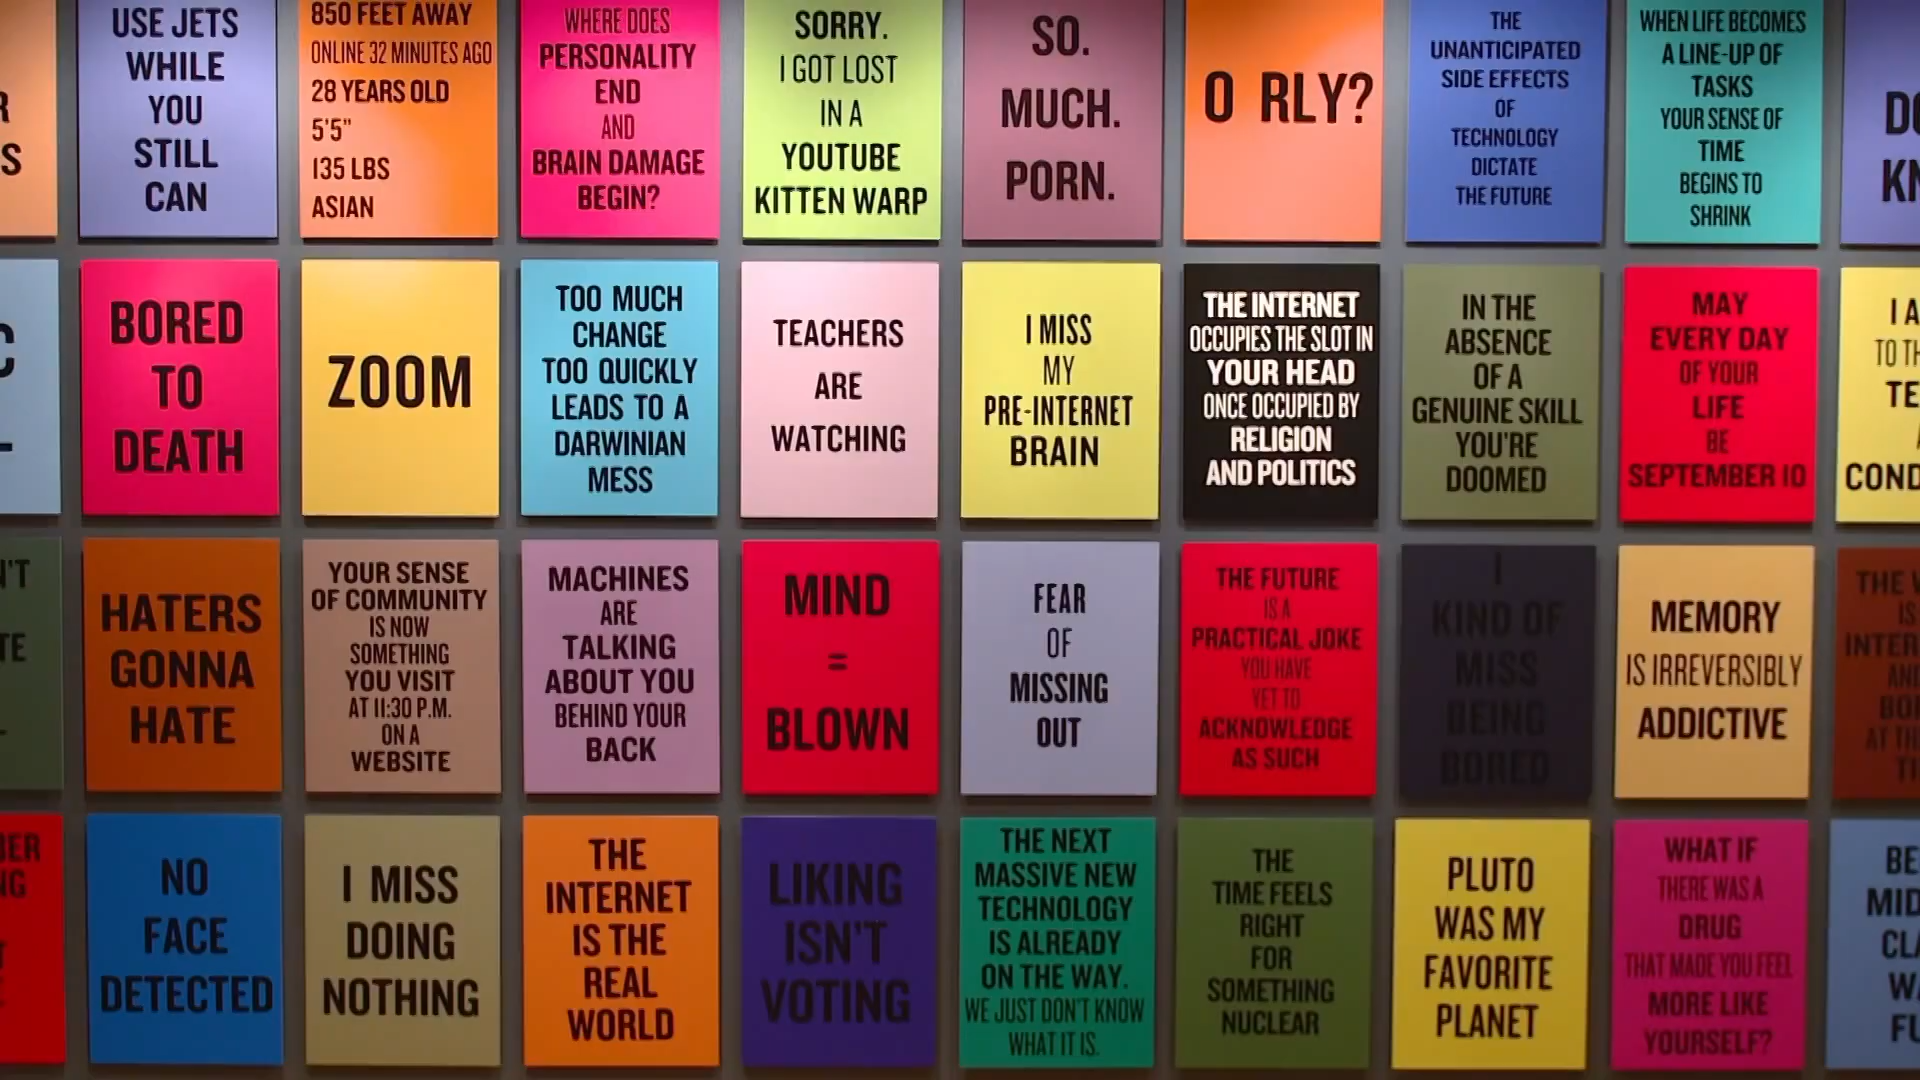 USE JETS
WHILE
YOU
STILL
CAN
850 FEET AWAY
ONLINE 32 MINUTES AGO
28 YEARS OLD
5'5"
135 LBS
ASIAN
WHERE DOES
PERSONALITY
END
AND
BRAIN DAMAGE
BEGIN?
SORRY.
I GOT LOST
IN A
YOUTUBE
KITTEN WARP
SO.
MUCH.
PORN.
O RLY?
THE
UNANTICIPATED
SIDE EFFECTS
OF
TECHNOLOGY
DICTATE
THE FUTURE
WHEN LIFE BECOMES
A LINE-UP OF
TASKS
YOUR SENSE OF
TIME
BEGINS TO
SHRINK
BORED
TO
DEATH
ZOOM
TOO MUCH
CHANGE
TOO QUICKLY
LEADS TO A
DARWINIAN
MESS
TEACHERS
ARE
WATCHING
I MISS
MY
PRE-INTERNET
BRAIN
THE INTERNET
OCCUPIES THE SLOT IN
YOUR HEAD
ONCE OCCUPIED BY
RELIGION
AND POLITICS
IN THE
ABSENCE
OF A
GENUINE SKILL
YOU'RE
DOOMED
MAY
EVERY DAY
OF YOUR
LIFE
BE
SEPTEMBER 10
HATERS
GONNA
HATE
YOUR SENSE
OF COMMUNITY
IS NOW
SOMETHING
YOU VISIT
AT 11:30 P.M.
ON A
WEBSITE
MACHINES
ARE
TALKING
ABOUT YOU
BEHIND YOUR
BACK
MIND
=
BLOWN
FEAR
OF
MISSING
OUT
THE FUTURE
IS A
PRACTICAL JOKE
YOU HAVE
YET TO
ACKNOWLEDGE
AS SUCH
I
KIND OF
MISS
BEING
BORED
MEMORY
IS IRREVERSIBLY
ADDICTIVE
NO
FACE
DETECTED
I MISS
DOING
NOTHING
THE
INTERNET
IS THE
REAL
WORLD
LIKING
ISN'T
VOTING
THE NEXT
MASSIVE NEW
TECHNOLOGY
IS ALREADY
ON THE WAY.
WE JUST DON'T KNOW
WHAT IT IS.
THE
TIME FEELS
RIGHT
FOR
SOMETHING
NUCLEAR
PLUTO
WAS MY
FAVORITE
PLANET
WHAT IF
THERE WAS A
DRUG
THAT MADE YOU FEEL
MORE LIKE
YOURSELF?